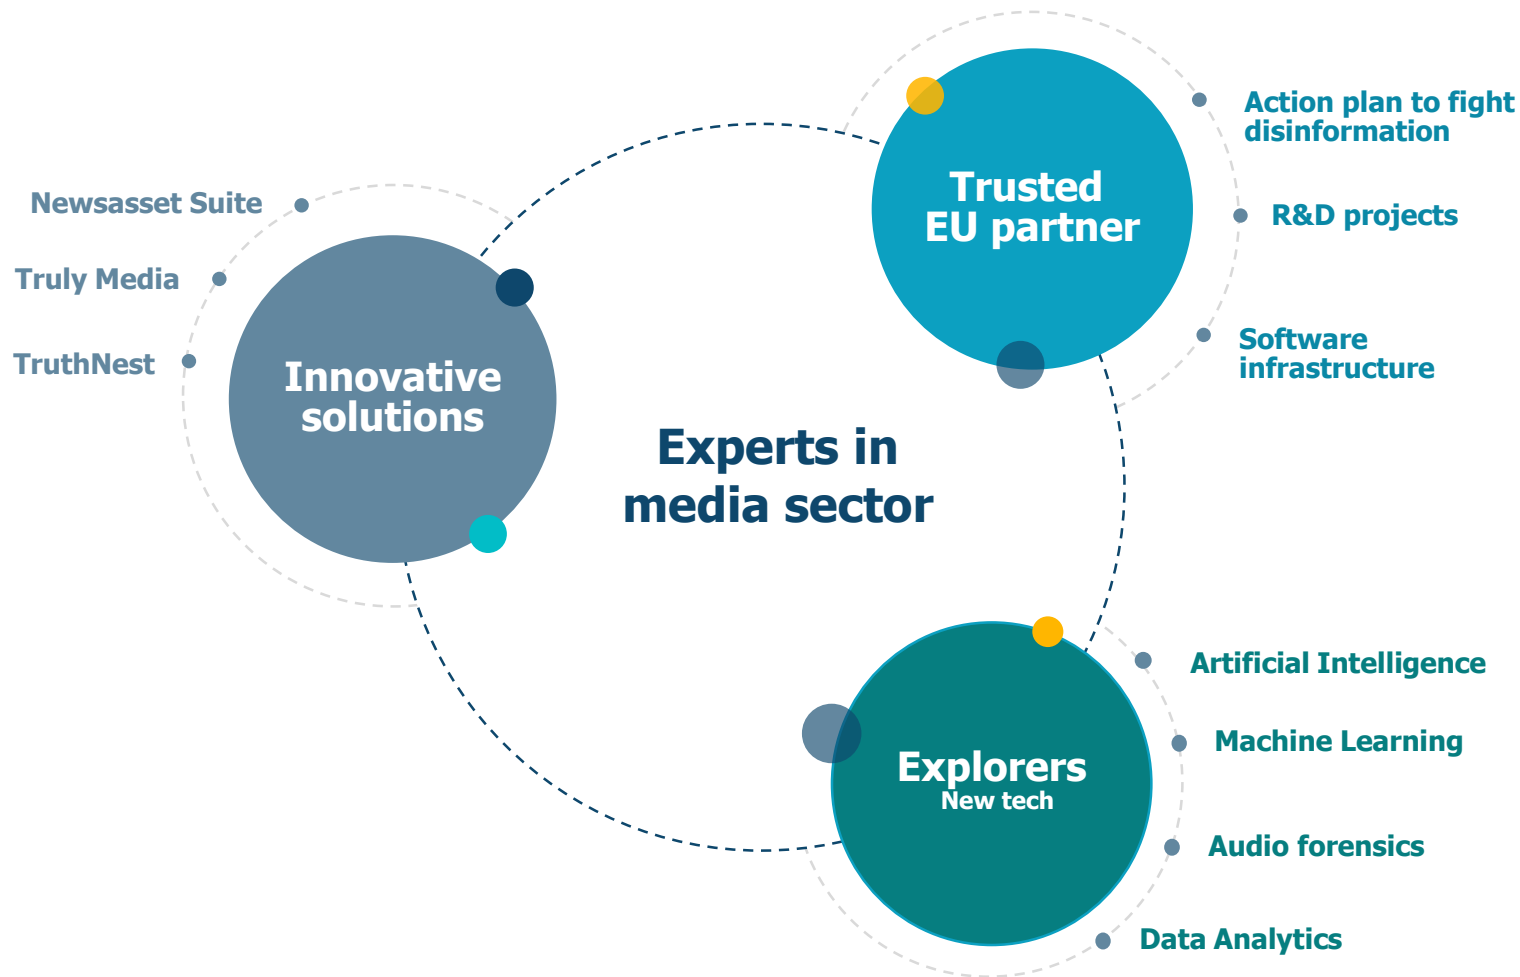 Newsasset Suite
Truly Media
TruthNest
Innovative
solutions
Experts in
media sector
Trusted
EU partner
Action plan to fight
disinformation
R&D projects
Software
infrastructure
Explorers
New tech
Artificial Intelligence
Machine Learning
Audio forensics
Data Analytics